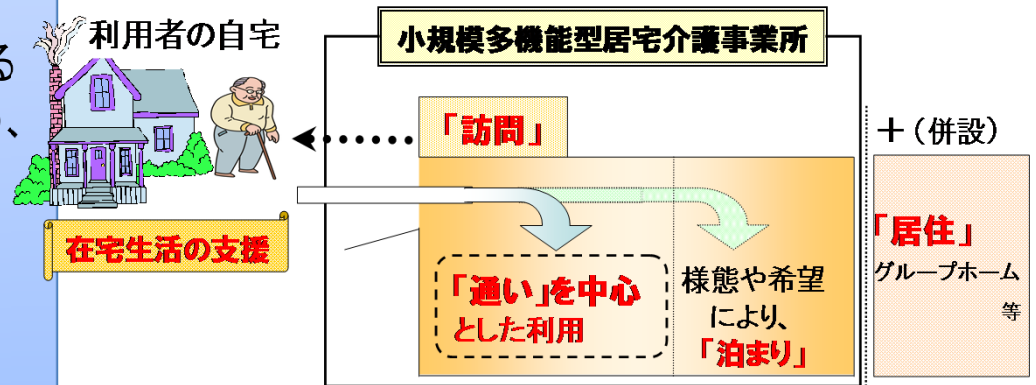 る
、
利用者の自宅
在宅生活の支援
小規模多機能型居宅介護事業所
「訪問」
「通い」を中心
とした利用
様態や希望
により、
「泊まり」
＋（併設）
「居住」
グループホーム
等